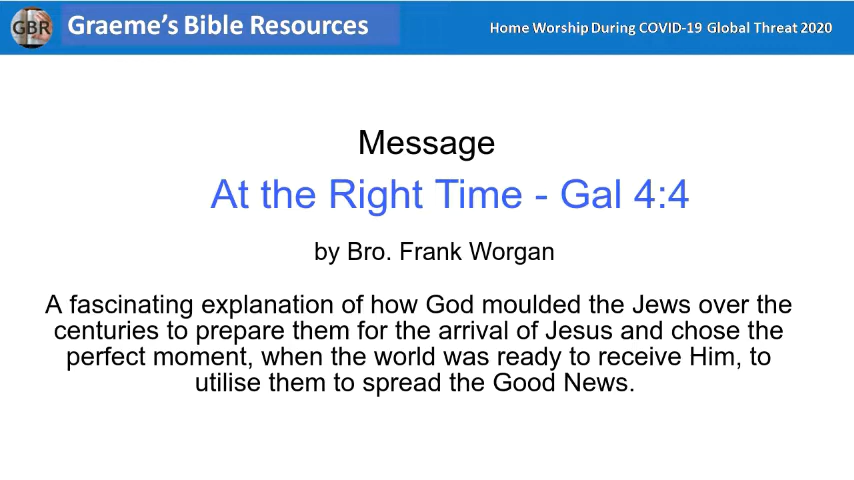 GBR
Graeme's Bible Resources
Home Worship During COVID-19 Global Threat 2020
Message
At the Right Time - Gal 4:4
by Bro. Frank Worgan
A fascinating explanation of how God moulded the Jews over the
centuries to prepare them for the arrival of Jesus and chose the
perfect moment, when the world was ready to receive Him, to
utilise them to spread the Good News.